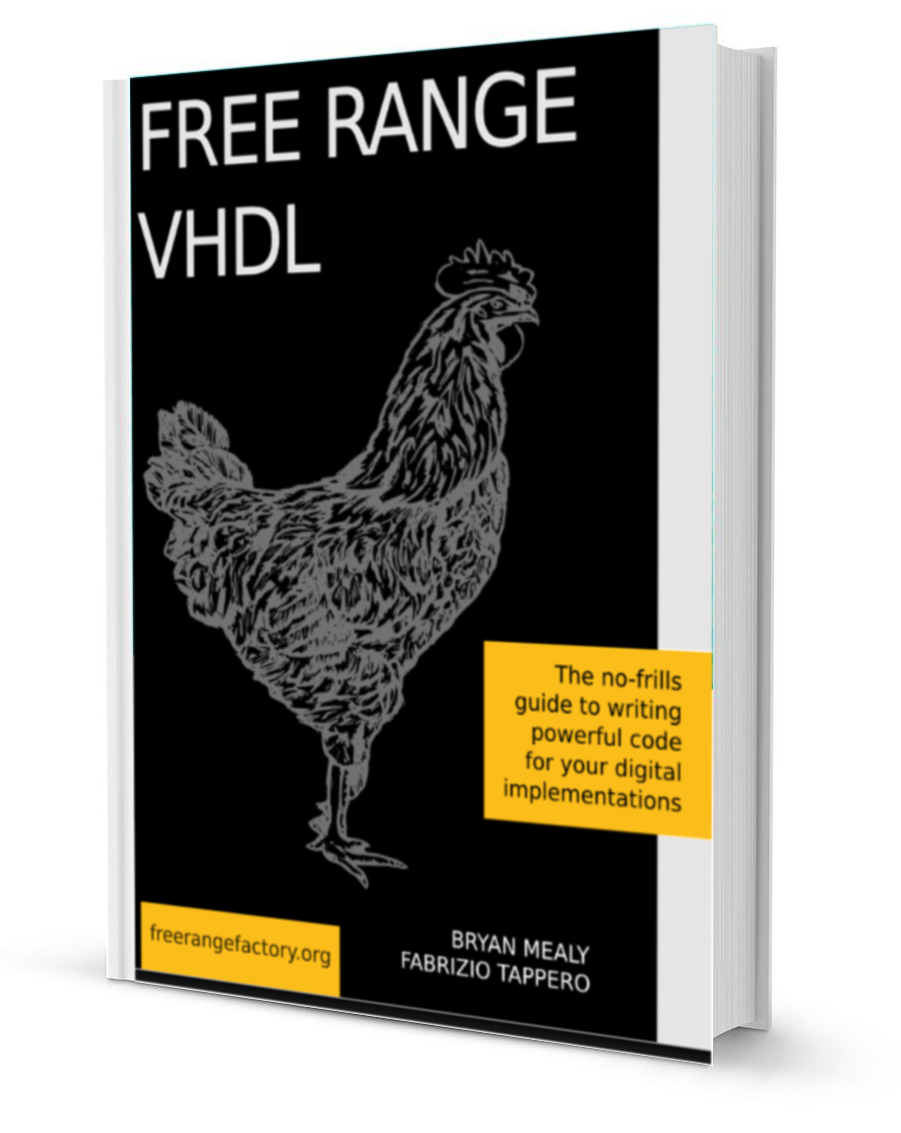 FREE RANGE
VHDL
The no-frills
guide to writing
powerful code
for your digital
implementations
freerangefactory.org
BRYAN MEALY
FABRIZIO TAPPERO